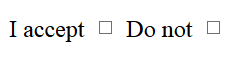 I accept ☐ Do not ☐